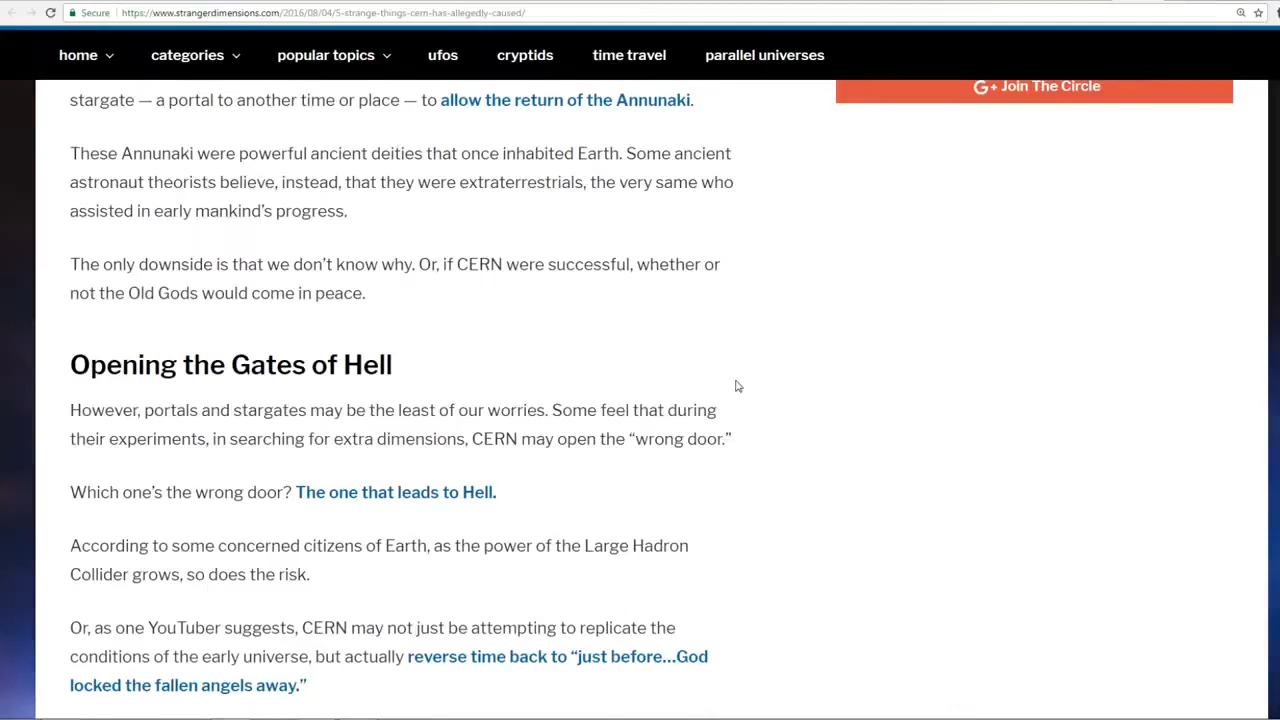 Secure https://www.strangerdimensions.com/2016/08/04/5-strange-things-cern-has-allegedly-caused/
home categories popular topics ufos cryptids time travel parallel universes
stargate — a portal to another time or place — to allow the return of the Annunaki.
G+ Join The Circle
These Annunaki were powerful ancient deities that once inhabited Earth. Some ancient
astronaut theorists believe, instead, that they were extraterrestrials, the very same who
assisted in early mankind’s progress.
The only downside is that we don’t know why. Or, if CERN were successful, whether or
not the Old Gods would come in peace.
Opening the Gates of Hell
However, portals and stargates may be the least of our worries. Some feel that during
their experiments, in searching for extra dimensions, CERN may open the “wrong door.”
Which one’s the wrong door? The one that leads to Hell.
According to some concerned citizens of Earth, as the power of the Large Hadron
Collider grows, so does the risk.
Or, as one YouTuber suggests, CERN may not just be attempting to replicate the
conditions of the early universe, but actually reverse time back to “just before…God
locked the fallen angels away.”